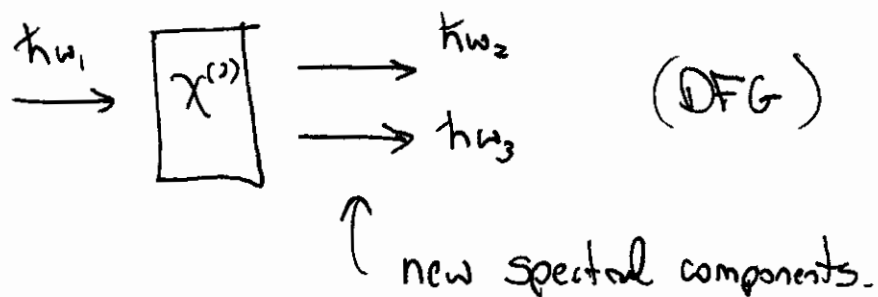 ħω₁
χ⁽²⁾
ħω₂
(DFG)
ħω₃
new spectral components.